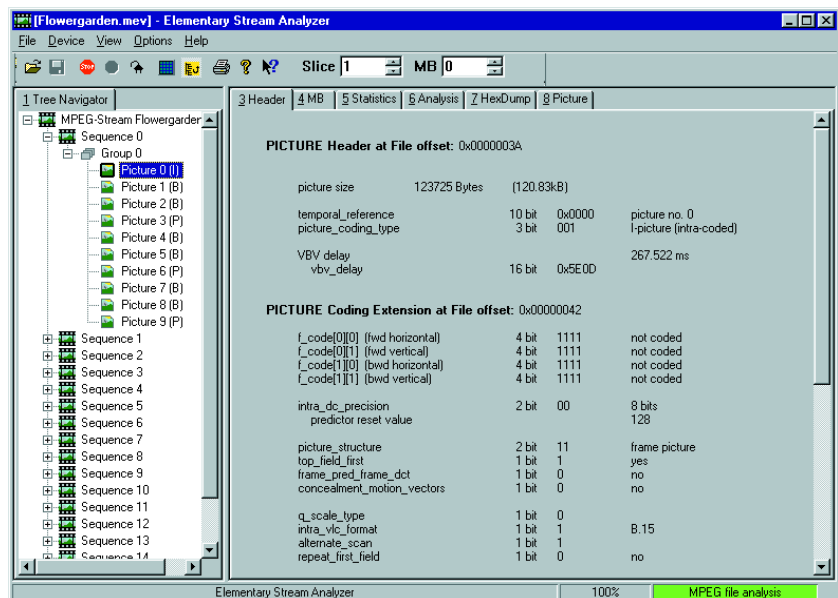 [Flowergarden.mev] - Elementary Stream Analyzer
File Device View Options Help
STOP Slice 1 MB 0
1 Tree Navigator
MPEG-Stream Flowergarden
Sequence 0
Group 0
Picture 0 (I)
Picture 1 (B)
Picture 2 (B)
Picture 3 (P)
Picture 4 (B)
Picture 5 (B)
Picture 6 (P)
Picture 7 (B)
Picture 8 (B)
Picture 9 (P)
Sequence 1
Sequence 2
Sequence 3
Sequence 4
Sequence 5
Sequence 6
Sequence 7
Sequence 8
Sequence 9
Sequence 10
Sequence 11
Sequence 12
Sequence 13
Sequence 14
3 Header 4 MB 5 Statistics 6 Analysis 7 HexDump 8 Picture
PICTURE Header at File offset: 0x0000003A
picture size 123725 Bytes (120.83kB)
temporal_reference 10 bit 0x0000 picture no. 0
picture_coding_type 3 bit 001 I-picture (intra-coded)
VBV delay 267.522 ms
vbv_delay 16 bit 0x5E0D
PICTURE Coding Extension at File offset: 0x00000042
f_code[0][0] (fwd horizontal) 4 bit 1111 not coded
f_code[0][1] (fwd vertical) 4 bit 1111 not coded
f_code[1][0] (bwd horizontal) 4 bit 1111 not coded
f_code[1][1] (bwd vertical) 4 bit 1111 not coded
intra_dc_precision 2 bit 00 8 bits
predictor reset value 128
picture_structure 2 bit 11 frame picture
top_field_first 1 bit 1 yes
frame_pred_frame_dct 1 bit 0 no
concealment_motion_vectors 1 bit 0 no
q_scale_type 1 bit 0
intra_vlc_format 1 bit 1 B.15
alternate_scan 1 bit 1
repeat_first_field 1 bit 0 no
Elementary Stream Analyzer 100% MPEG file analysis